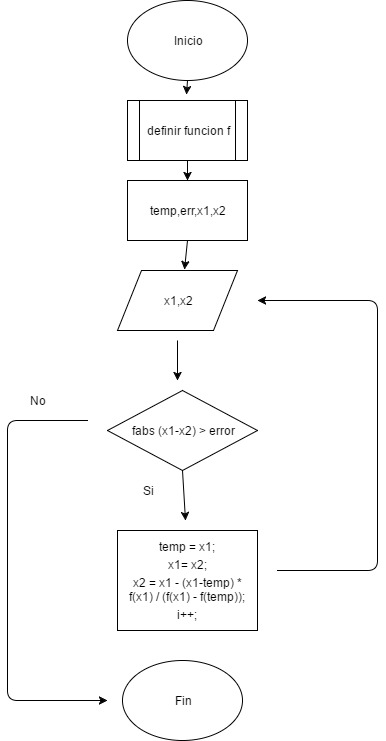 Inicio
definir funcion f
temp,err,x1,x2
x1,x2
No
fabs (x1-x2) > error
Si
temp = x1;
x1= x2;
x2 = x1 - (x1-temp) *
f(x1) / (f(x1) - f(temp));
i++;
Fin